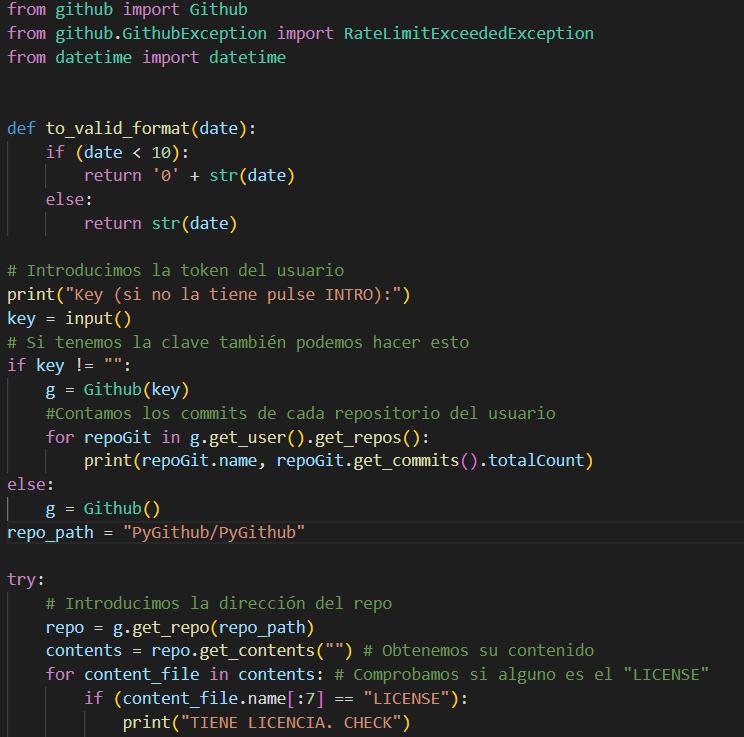 from github import Github
from github.GithubException import RateLimitExceededException
from datetime import datetime
def to_valid_format(date):
    if (date < 10):
        return '0' + str(date)
    else:
        return str(date)
# Introducimos la token del usuario
print("Key (si no la tiene pulse INTRO):")
key = input()
# Si tenemos la clave también podemos hacer esto
if key != "":
    g = Github(key)
    #Contamos los commits de cada repositorio del usuario
    for repoGit in g.get_user().get_repos():
        print(repoGit.name, repoGit.get_commits().totalCount)
else:
    g = Github()
repo_path = "PyGithub/PyGithub"
try:
    # Introducimos la dirección del repo
    repo = g.get_repo(repo_path)
    contents = repo.get_contents("") # Obtenemos su contenido
    for content_file in contents: # Comprobamos si alguno es el "LICENSE"
        if (content_file.name[:7] == "LICENSE"):
            print("TIENE LICENCIA. CHECK")